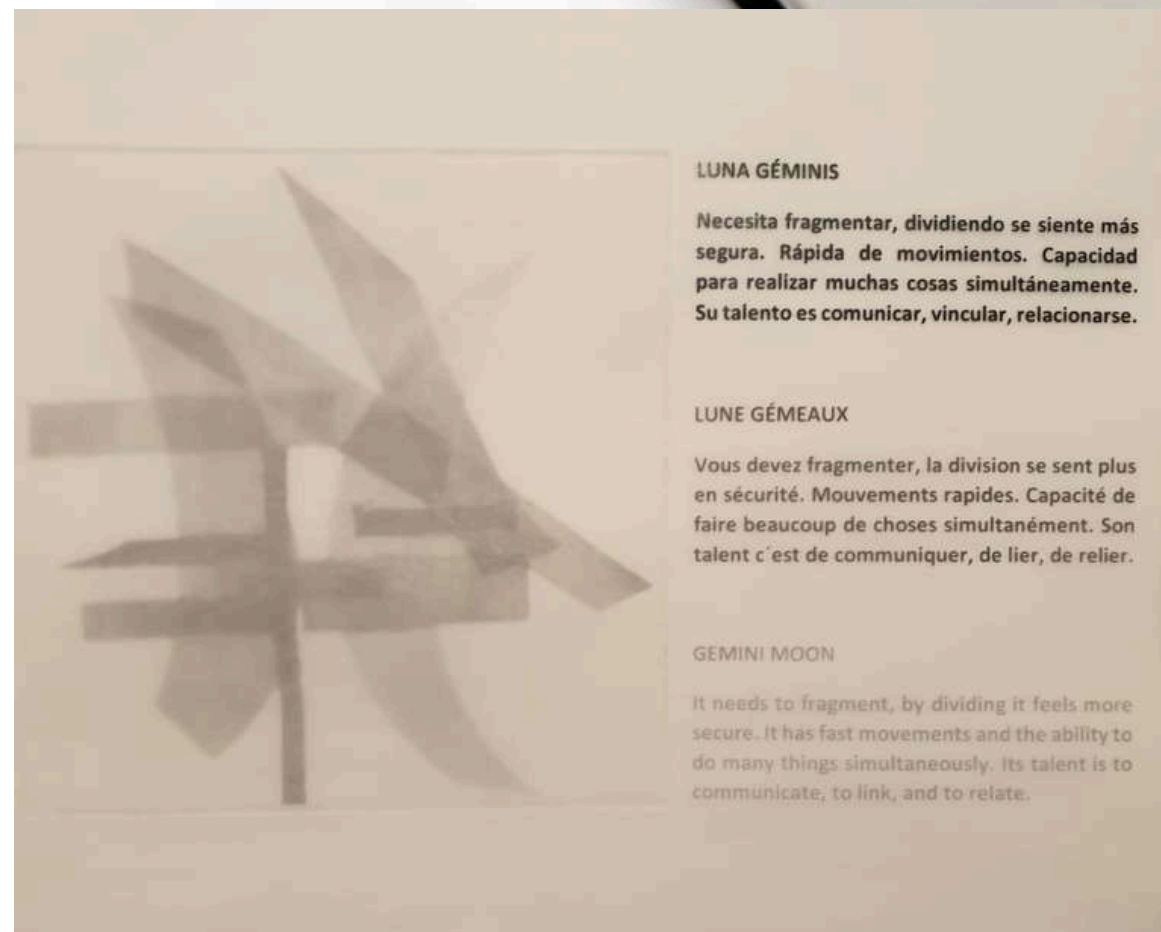 LUNA GÉMINIS
Necesita fragmentar, dividiendo se siente más
segura. Rápida de movimientos. Capacidad
para realizar muchas cosas simultáneamente.
Su talento es comunicar, vincular, relacionarse.
LUNE GÉMEAUX
Vous devez fragmenter, la division se sent plus
en sécurité. Mouvements rapides. Capacité de
faire beaucoup de choses simultanément. Son
talent c´est de communiquer, de lier, de relier.
GEMINI MOON
It needs to fragment, by dividing it feels more
secure. It has fast movements and the ability to
do many things simultaneously. Its talent is to
communicate, to link, and to relate.